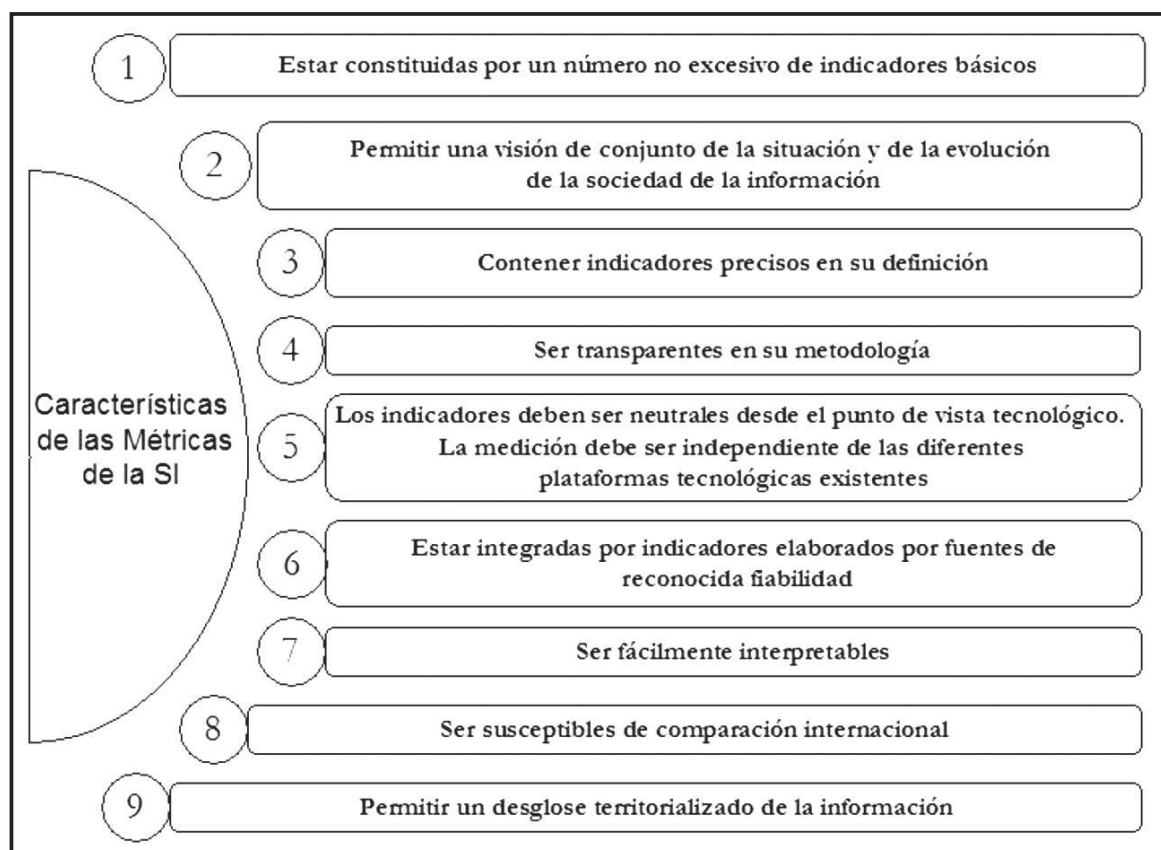 1
Estar constituidas por un número no excesivo de indicadores básicos
2
Permitir una visión de conjunto de la situación y de la evolución
de la sociedad de la información
3
Contener indicadores precisos en su definición
4
Ser transparentes en su metodología
Características
de las Métricas
de la SI
5
Los indicadores deben ser neutrales desde el punto de vista tecnológico.
La medición debe ser independiente de las diferentes
plataformas tecnológicas existentes
6
Estar integradas por indicadores elaborados por fuentes de
reconocida fiabilidad
7
Ser fácilmente interpretables
8
Ser susceptibles de comparación internacional
9
Permitir un desglose territorializado de la información